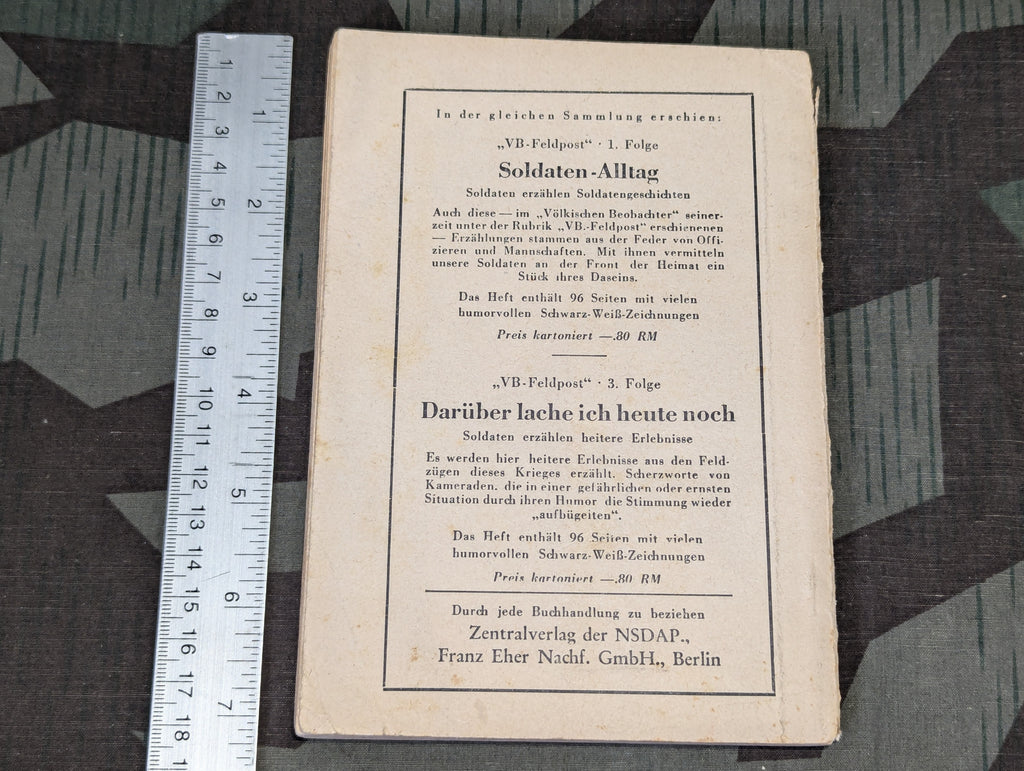 In der gleichen Sammlung erschien:
„VB-Feldpost“ · 1. Folge
Soldaten-Alltag
Soldaten erzählen Soldatengeschichten
Auch diese — im „Völkischen Beobachter“ seiner-
zeit unter der Rubrik „VB.-Feldpost“ erschienenen
— Erzählungen stammen aus der Feder von Offi-
zieren und Mannschaften. Mit ihnen vermitteln
unsere Soldaten an der Front der Heimat ein
Stück ihres Daseins.
Das Heft enthält 96 Seiten mit vielen
humorvollen Schwarz-Weiß-Zeichnungen
Preis kartoniert —.80 RM
„VB-Feldpost“ · 3. Folge
Darüber lache ich heute noch
Soldaten erzählen heitere Erlebnisse
Es werden hier heitere Erlebnisse aus den Feld-
zügen dieses Krieges erzählt. Scherzworte von
Kameraden, die in einer gefährlichen oder ernsten
Situation durch ihren Humor die Stimmung wieder
„aufbügelten“.
Das Heft enthält 96 Seiten mit vielen
humorvollen Schwarz-Weiß-Zeichnungen
Preis kartoniert —.80 RM
Durch jede Buchhandlung zu beziehen
Zentralverlag der NSDAP.,
Franz Eher Nachf. GmbH., Berlin
1 2 3 4 5 6 7 8 9 10 11 12 13 14 15 16 17 18
1 2 3 4 5 6 7